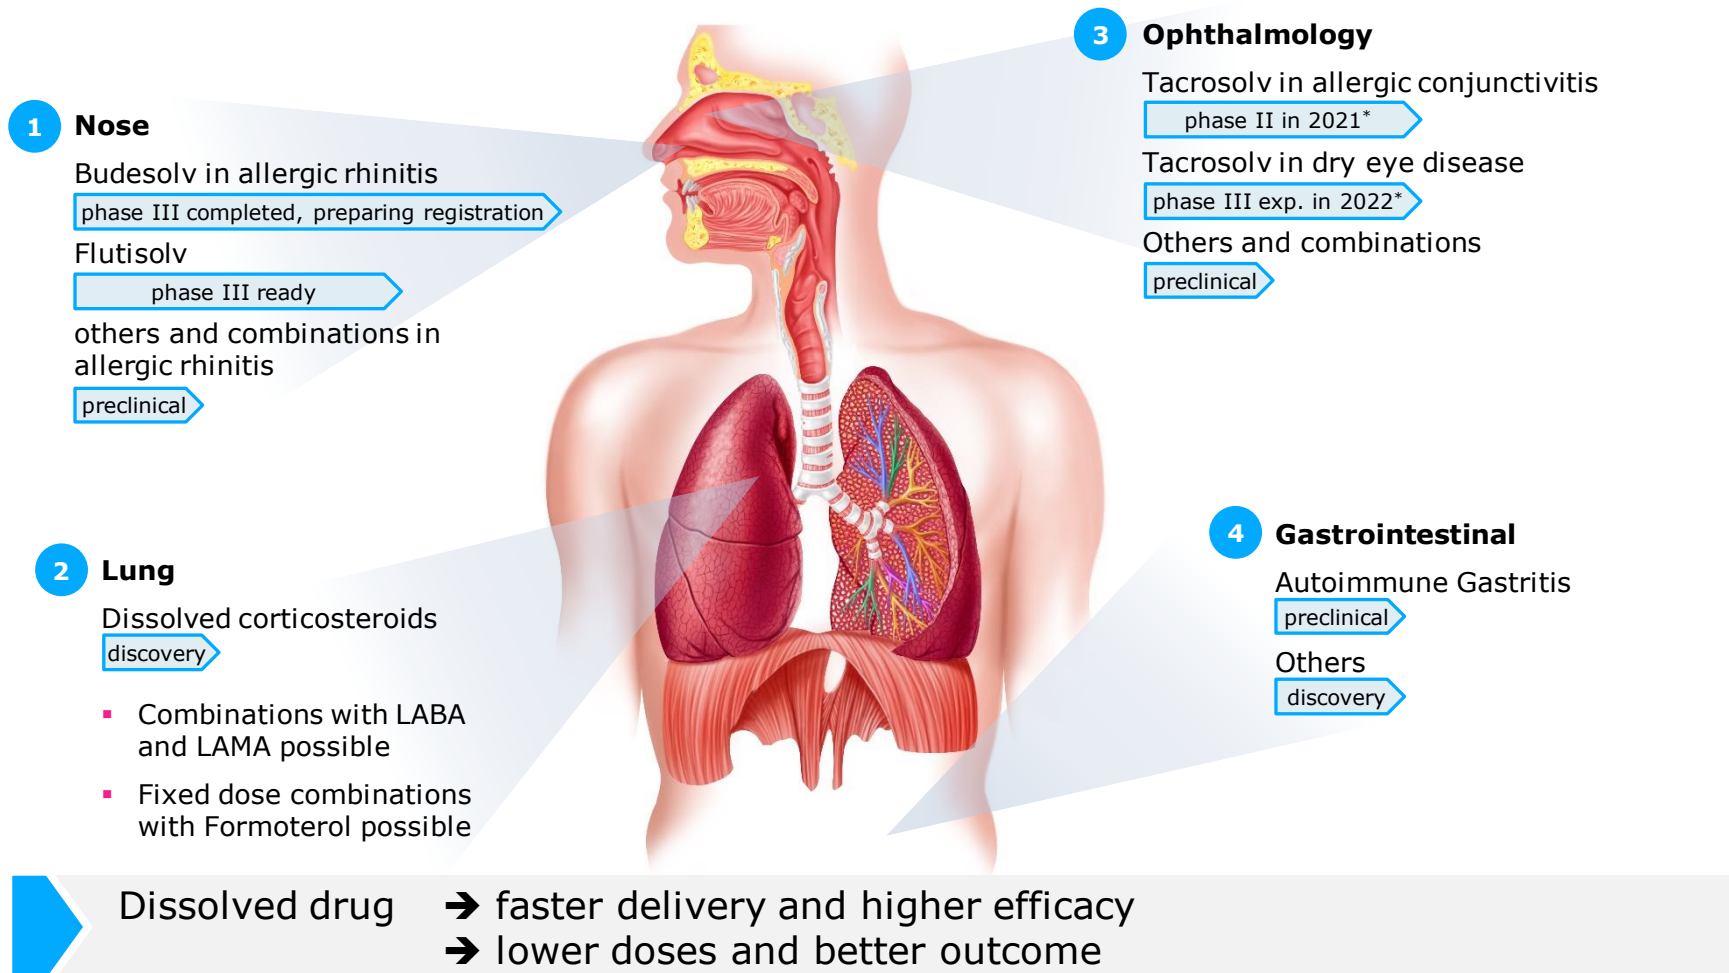 1 Nose
Budesolv in allergic rhinitis
phase III completed, preparing registration
Flutisolv
phase III ready
others and combinations in
allergic rhinitis
preclinical
2 Lung
Dissolved corticosteroids
discovery
▪ Combinations with LABA
and LAMA possible
▪ Fixed dose combinations
with Formoterol possible
3 Ophthalmology
Tacrosolv in allergic conjunctivitis
phase II in 2021*
Tacrosolv in dry eye disease
phase III exp. in 2022*
Others and combinations
preclinical
4 Gastrointestinal
Autoimmune Gastritis
preclinical
Others
discovery
Dissolved drug ➔ faster delivery and higher efficacy
➔ lower doses and better outcome